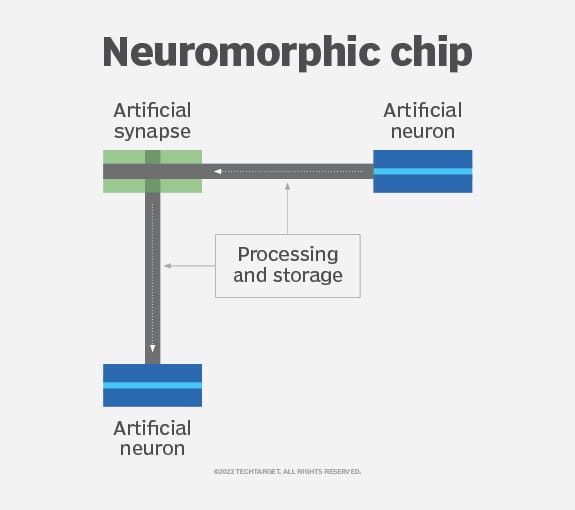 Neuromorphic chip
Artificial
synapse
Artificial
neuron
Processing
and storage
Artificial
neuron
©2022 TECHTARGET. ALL RIGHTS RESERVED.